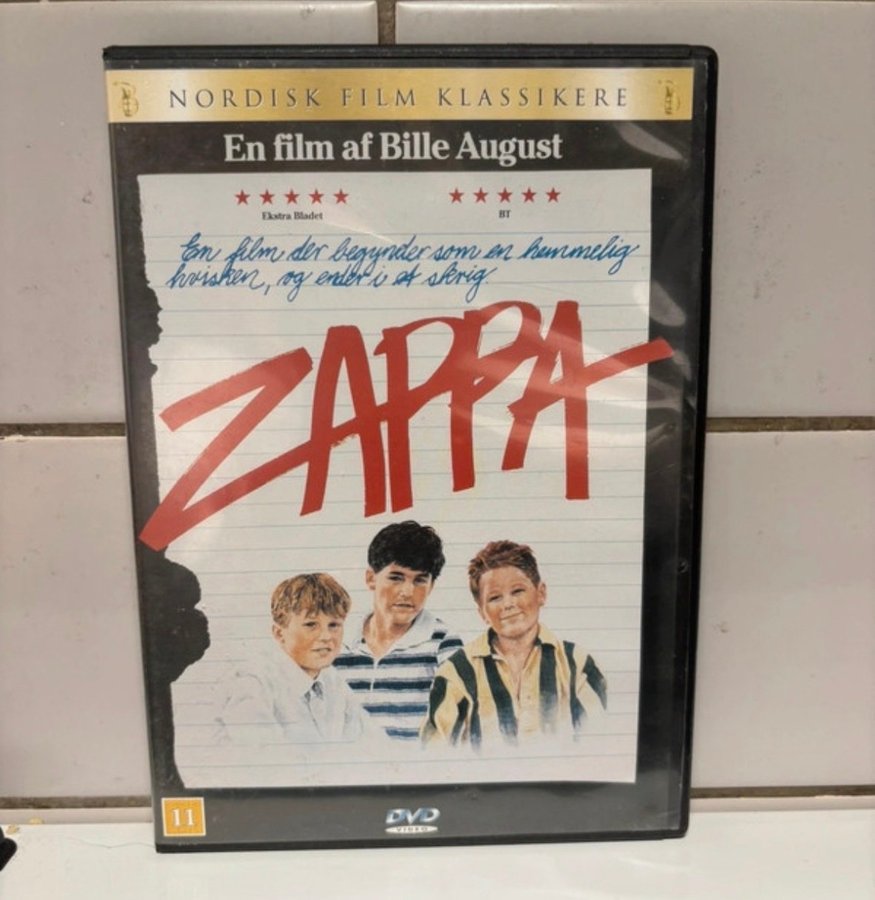 NORDISK FILM KLASSIKERE
En film af Bille August
Ekstra Bladet
BT
En film der begynder som en hemmelig
hvisken, og ender i et skrig.
ZAPPA
11
DVD
VIDEO